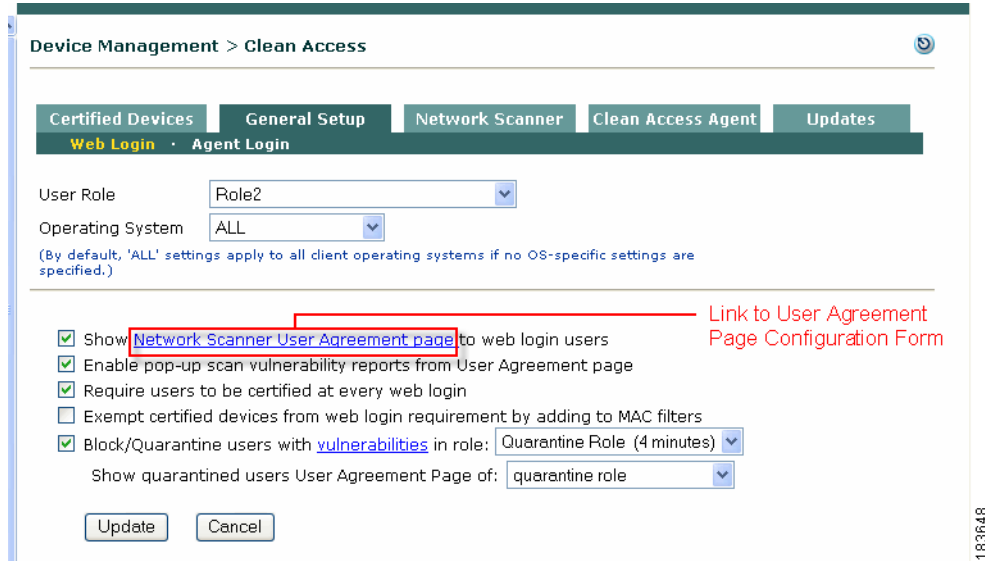 Device Management > Clean Access
Certified Devices General Setup Network Scanner Clean Access Agent Updates
Web Login · Agent Login
User Role Role2
Operating System ALL
(By default, 'ALL' settings apply to all client operating systems if no OS-specific settings are
specified.)
Link to User Agreement
Page Configuration Form
Show Network Scanner User Agreement page to web login users
Enable pop-up scan vulnerability reports from User Agreement page
Require users to be certified at every web login
Exempt certified devices from web login requirement by adding to MAC filters
Block/Quarantine users with vulnerabilities in role: Quarantine Role (4 minutes)
Show quarantined users User Agreement Page of: quarantine role
Update Cancel
183648